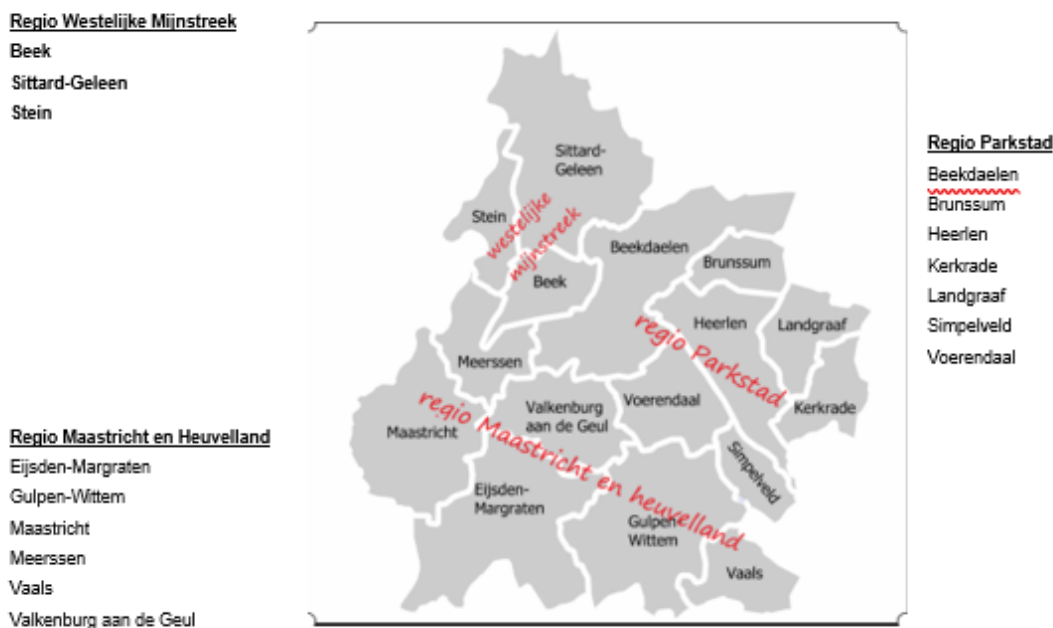 Regio Westelijke Mijnstreek
Beek
Sittard-Geleen
Stein
Sittard-
Geleen
Stein
westelijke
mijnstreek
Beekdaelen
Brunssum
Beek
Heerlen
Landgraaf
regio Parkstad
Meerssen
Voerendaal
Kerkrade
Valkenburg
aan de Geul
Maastricht
regio Maastricht en heuvelland
Simpelveld
Eijsden-
Margraten
Gulpen-
Wittem
Vaals
Regio Parkstad
Beekdaelen
Brunssum
Heerlen
Kerkrade
Landgraaf
Simpelveld
Voerendaal
Regio Maastricht en Heuvelland
Eijsden-Margraten
Gulpen-Wittem
Maastricht
Meerssen
Vaals
Valkenburg aan de Geul